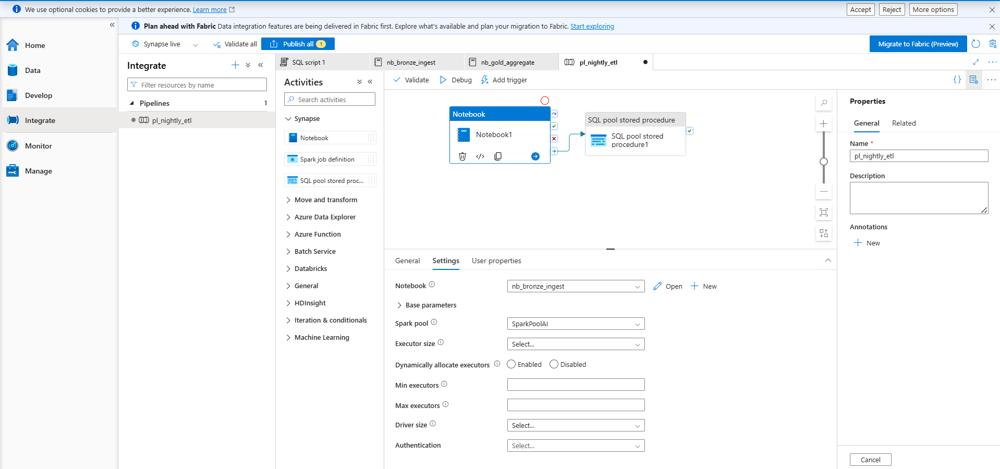 We use optional cookies to provide a better experience. Learn more
Accept
Reject
More options
Plan ahead with Fabric Data integration features are being delivered in Fabric first. Explore what's available and plan your migration to Fabric. Start exploring
Home
Data
Develop
Integrate
Monitor
Manage
Synapse live
Validate all
Publish all 1
Migrate to Fabric (Preview)
Integrate
Filter resources by name
Pipelines 1
pl_nightly_etl
SQL script 1
nb_bronze_ingest
nb_gold_aggregate
pl_nightly_etl
Activities
Search activities
Synapse
Notebook
Spark job definition
SQL pool stored proc...
Move and transform
Azure Data Explorer
Azure Function
Batch Service
Databricks
General
HDInsight
Iteration & conditionals
Machine Learning
Validate
Debug
Add trigger
Notebook
Notebook1
SQL pool stored procedure
SQL pool stored
procedure1
General
Settings
User properties
Notebook
nb_bronze_ingest
Open
New
Base parameters
Spark pool
SparkPoolAI
Executor size
Select...
Dynamically allocate executors
Enabled
Disabled
Min executors
Max executors
Driver size
Select...
Authentication
Select...
Properties
General
Related
Name *
pl_nightly_etl
Description
Annotations
New
Cancel